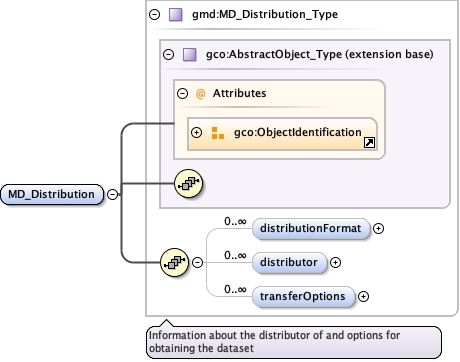 gmd:MD_Distribution_Type
gco:AbstractObject_Type (extension base)
@ Attributes
gco:ObjectIdentification
MD_Distribution
0..∞
distributionFormat
0..∞
distributor
0..∞
transferOptions
Information about the distributor of and options for
obtaining the dataset